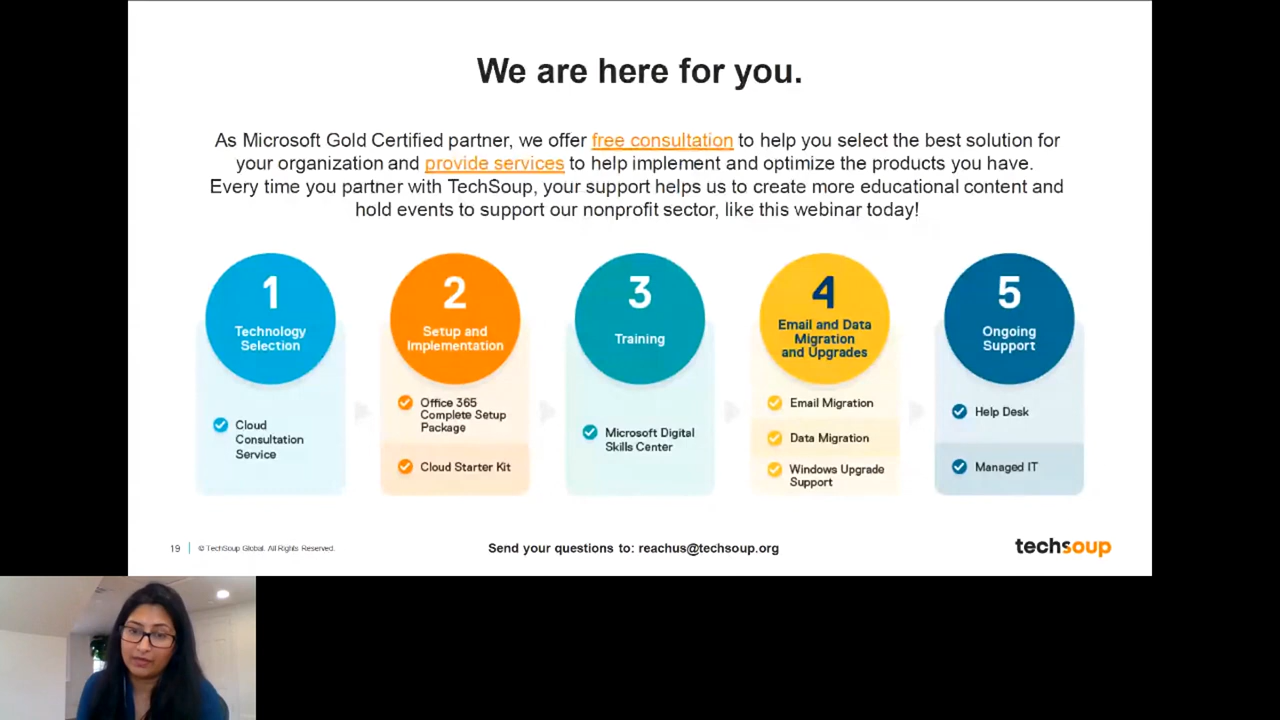 We are here for you.
As Microsoft Gold Certified partner, we offer free consultation to help you select the best solution for
your organization and provide services to help implement and optimize the products you have.
Every time you partner with TechSoup, your support helps us to create more educational content and
hold events to support our nonprofit sector, like this webinar today!
1
Technology
Selection
Cloud
Consultation
Service
2
Setup and
Implementation
Office 365
Complete Setup
Package
Cloud Starter Kit
3
Training
Microsoft Digital
Skills Center
4
Email and Data
Migration
and Upgrades
Email Migration
Data Migration
Windows Upgrade
Support
5
Ongoing
Support
Help Desk
Managed IT
19
© TechSoup Global. All Rights Reserved.
Send your questions to: reachus@techsoup.org
techsoup